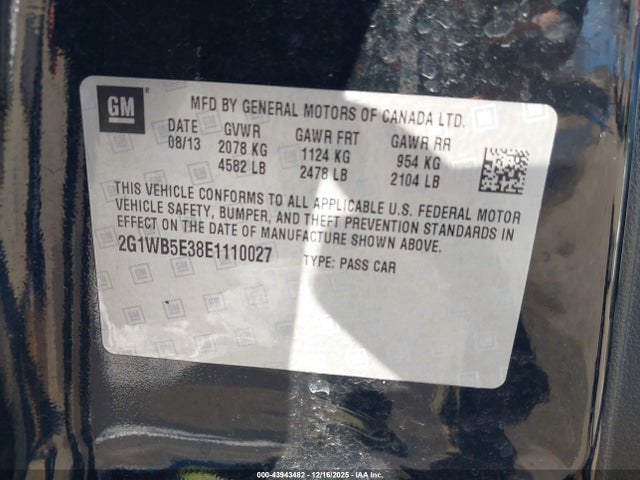 GM
MFD BY GENERAL MOTORS OF CANADA LTD.
DATE GVWR GAWR FRT GAWR RR
08/13 2078 KG 1124 KG 954 KG
4582 LB 2478 LB 2104 LB
THIS VEHICLE CONFORMS TO ALL APPLICABLE U.S. FEDERAL MOTOR
VEHICLE SAFETY, BUMPER, AND THEFT PREVENTION STANDARDS IN
EFFECT ON THE DATE OF MANUFACTURE SHOWN ABOVE.
2G1WB5E38E1110027 TYPE: PASS CAR
00-43943482 - 12/16/2025 - IAAI.COM